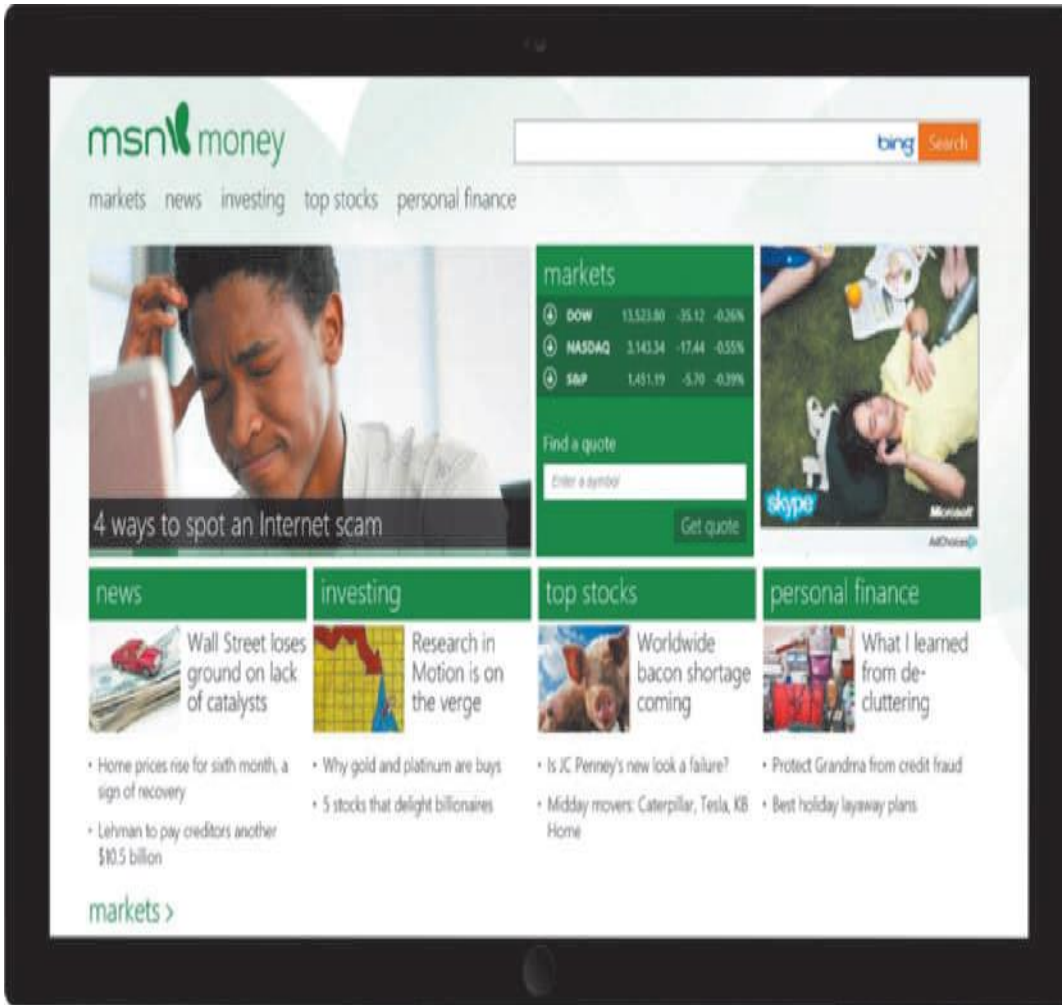 msn money
bing Search
markets news investing top stocks personal finance
4 ways to spot an Internet scam
markets
DOW 13,523.80 -35.12 -0.26%
NASDAQ 3,143.34 -17.44 -0.55%
S&P 1,451.19 -5.70 -0.39%
Find a quote
Enter a symbol
Get quote
skype
Microsoft
AdChoices
news
Wall Street loses
ground on lack
of catalysts
• Home prices rise for sixth month, a
sign of recovery
• Lehman to pay creditors another
$10.5 billion
investing
Research in
Motion is on
the verge
• Why gold and platinum are buys
• 5 stocks that delight billionaires
top stocks
Worldwide
bacon shortage
coming
• Is JC Penney's new look a failure?
• Midday movers: Caterpillar, Tesla, KB
Home
personal finance
What I learned
from de-
cluttering
• Protect Grandma from credit fraud
• Best holiday layaway plans
markets >